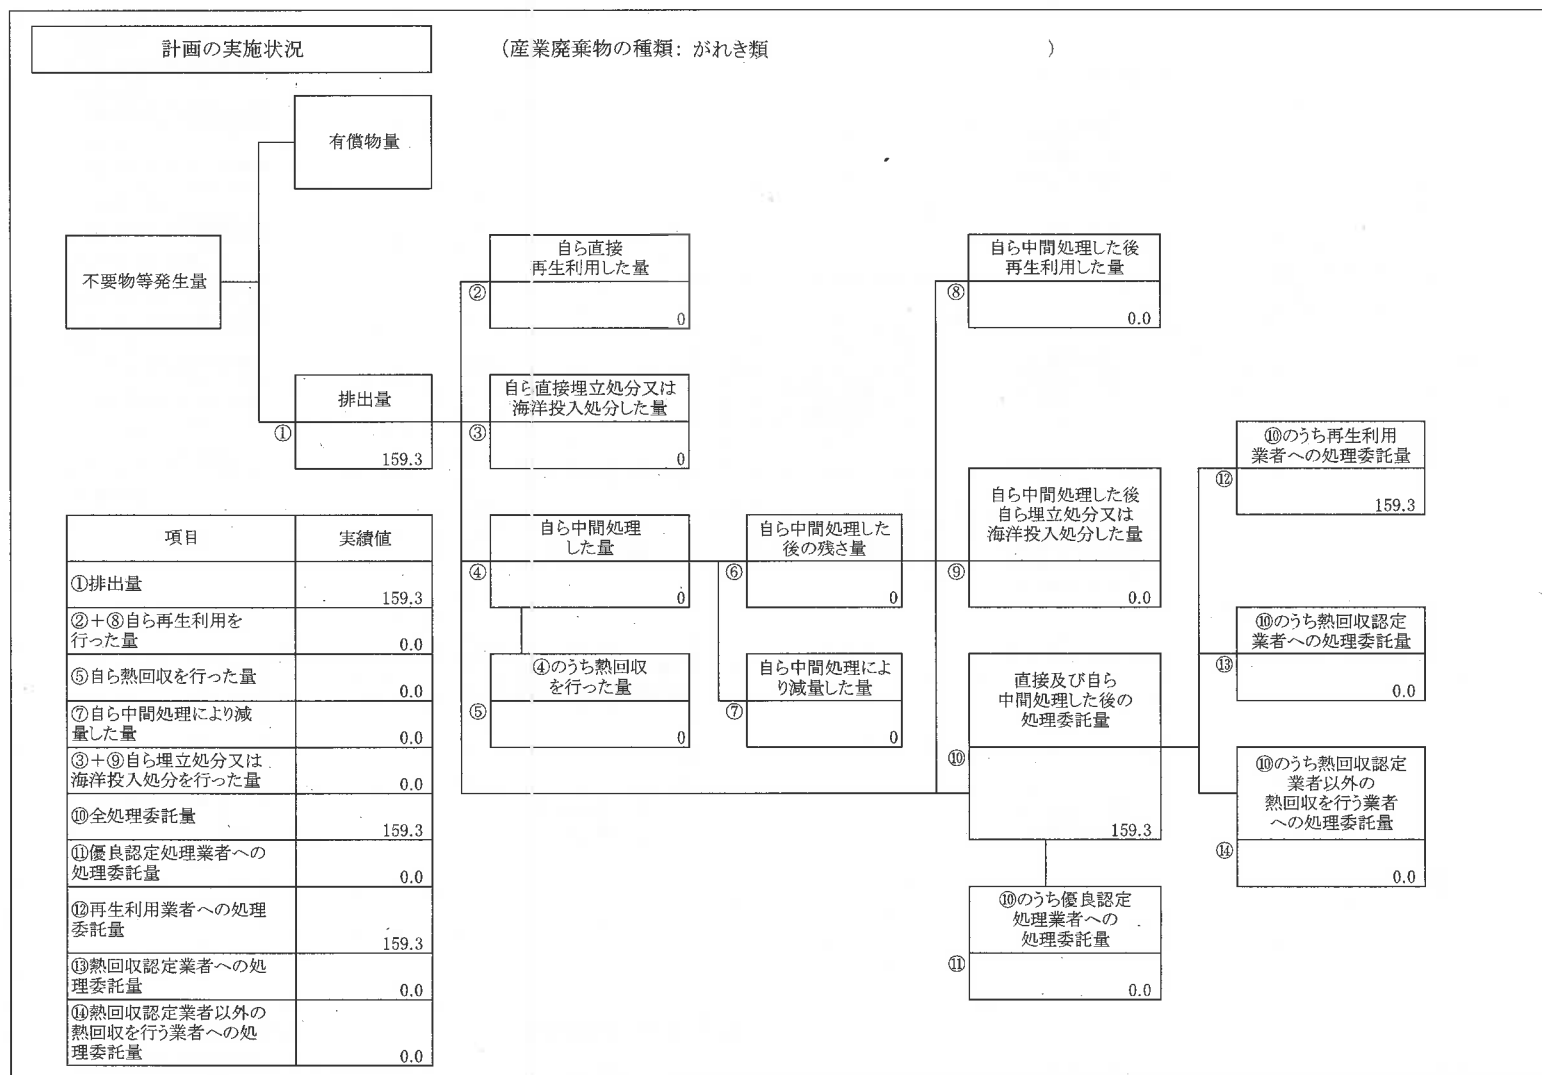 計画の実施状況
（産業廃棄物の種類：がれき類　）
有償物量
不要物等発生量
自ら直接
再生利用した量
②
0
自ら中間処理した後
再生利用した量
⑧
0.0
排出量
①
159.3
自ら直接埋立処分又は
海洋投入処分した量
③
0
⑩のうち再生利用
業者への処理委託量
⑫
159.3
自ら中間処理
した量
④
0
自ら中間処理した
後の残さ量
⑥
0
自ら中間処理した後
自ら埋立処分又は
海洋投入処分した量
⑨
0.0
⑩のうち熱回収認定
業者への処理委託量
⑬
0.0
④のうち熱回収
を行った量
⑤
0
自ら中間処理によ
り減量した量
⑦
0
直接及び自ら
中間処理した後の
処理委託量
⑩
159.3
⑩のうち熱回収認定
業者以外の
熱回収を行う業者
への処理委託量
⑭
0.0
⑩のうち優良認定
処理業者への
処理委託量
⑪
0.0
項目 実績値
①排出量 159.3
②＋⑧自ら再生利用を
行った量 0.0
⑤自ら熱回収を行った量 0.0
⑦自ら中間処理により減
量した量 0.0
③＋⑨自ら埋立処分又は
海洋投入処分を行った量 0.0
⑩全処理委託量 159.3
⑪優良認定処理業者への
処理委託量 0.0
⑫再生利用業者への処理
委託量 159.3
⑬熱回収認定業者への処
理委託量 0.0
⑭熱回収認定業者以外の
熱回収を行う業者への処
理委託量 0.0